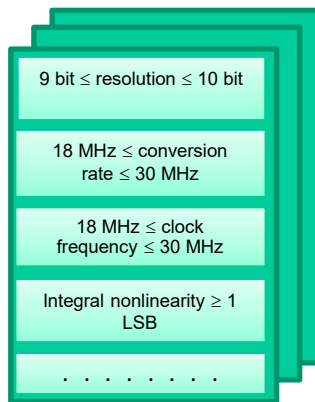 9 bit ≤ resolution ≤ 10 bit
18 MHz ≤ conversion
rate ≤ 30 MHz
18 MHz ≤ clock
frequency ≤ 30 MHz
Integral nonlinearity ≥ 1
LSB
. . . . . . . .